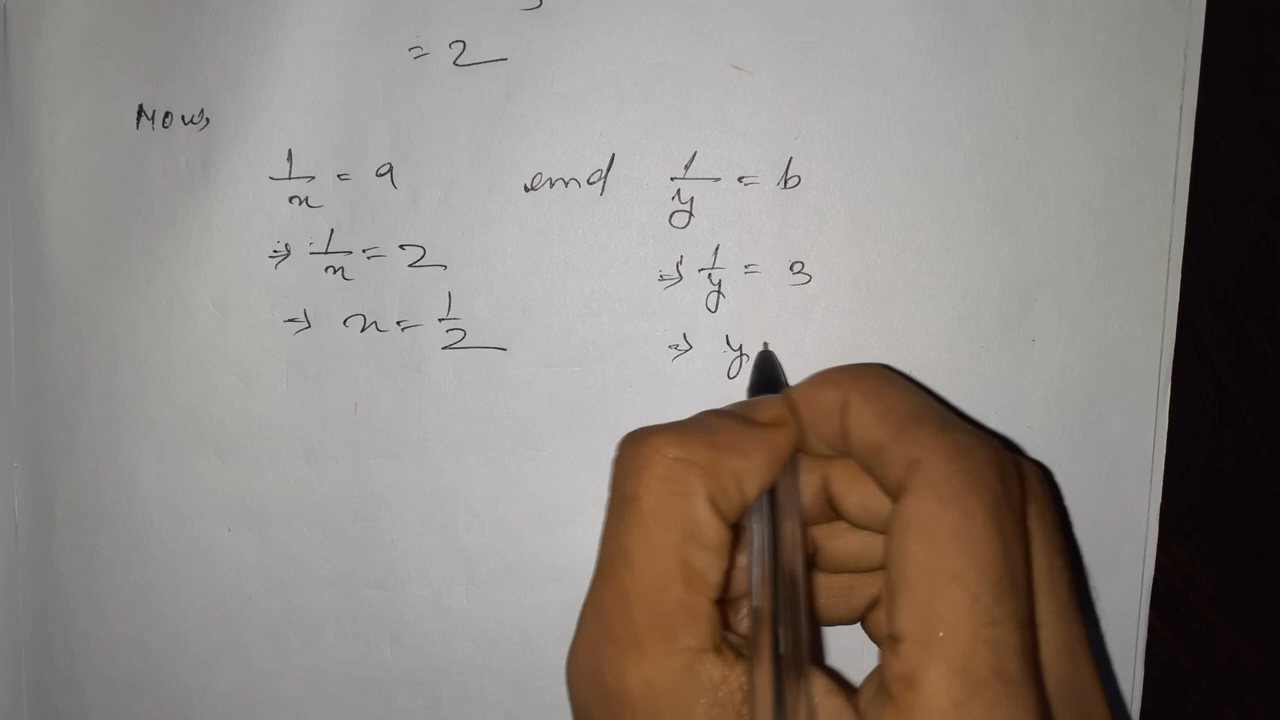 = 2
Now,
1/x = a and 1/y = b
⇒ 1/x = 2 ⇒ 1/y = 3
⇒ x = 1/2 ⇒ y